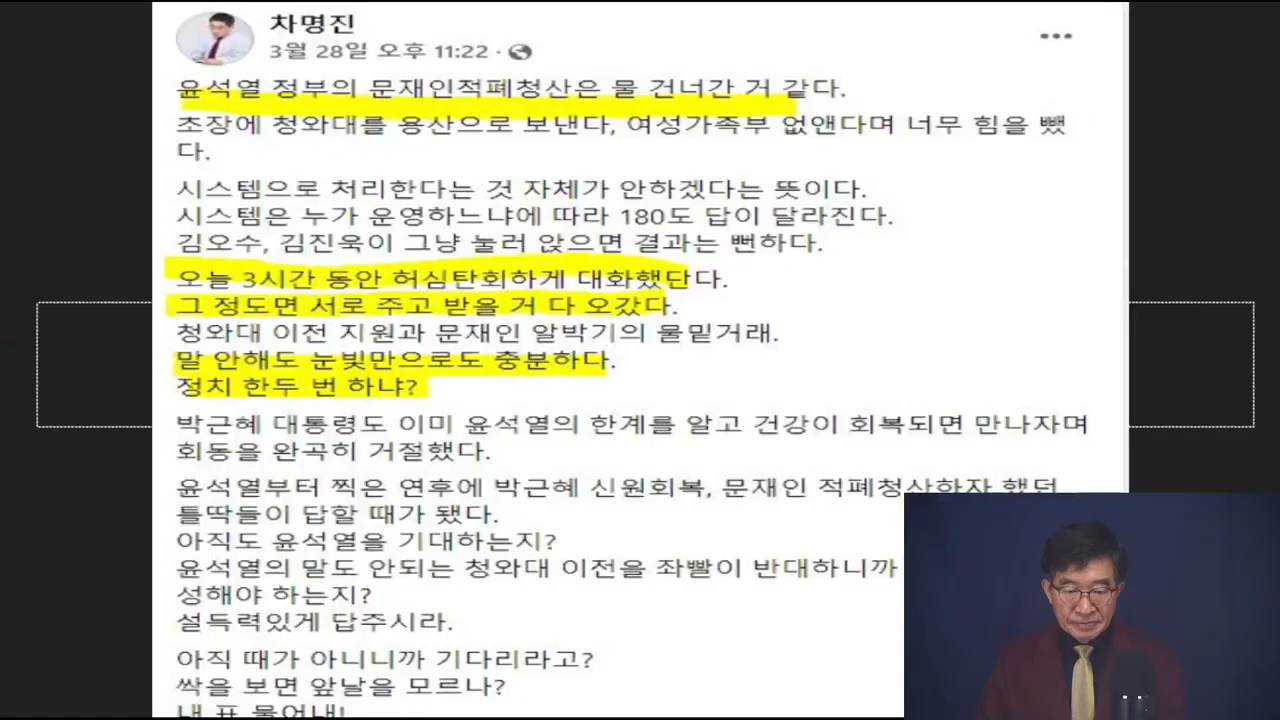 차명진
3월 28일 오후 11:22 ·
윤석열 정부의 문재인적폐청산은 물 건너간 거 같다.
초장에 청와대를 용산으로 보낸다, 여성가족부 없앤다며 너무 힘을 뺐
다.
시스템으로 처리한다는 것 자체가 안하겠다는 뜻이다.
시스템은 누가 운영하느냐에 따라 180도 답이 달라진다.
김오수, 김진욱이 그냥 눌러 앉으면 결과는 뻔하다.
오늘 3시간 동안 허심탄회하게 대화했단다.
그 정도면 서로 주고 받을 거 다 오갔다.
청와대 이전 지원과 문재인 알박기의 물밑거래.
말 안해도 눈빛만으로도 충분하다.
정치 한두 번 하냐?
박근혜 대통령도 이미 윤석열의 한계를 알고 건강이 회복되면 만나자며
회동을 완곡히 거절했다.
윤석열부터 찍은 연후에 박근혜 신원회복, 문재인 적폐청산하자 했던
틀딱들이 답할 때가 됐다.
아직도 윤석열을 기대하는지?
윤석열의 말도 안되는 청와대 이전을 좌빨이 반대하니까
성해야 하는지?
설득력있게 답주시라.
아직 때가 아니니까 기다리라고?
싹을 보면 앞날을 모르나?
내 표 물어내!